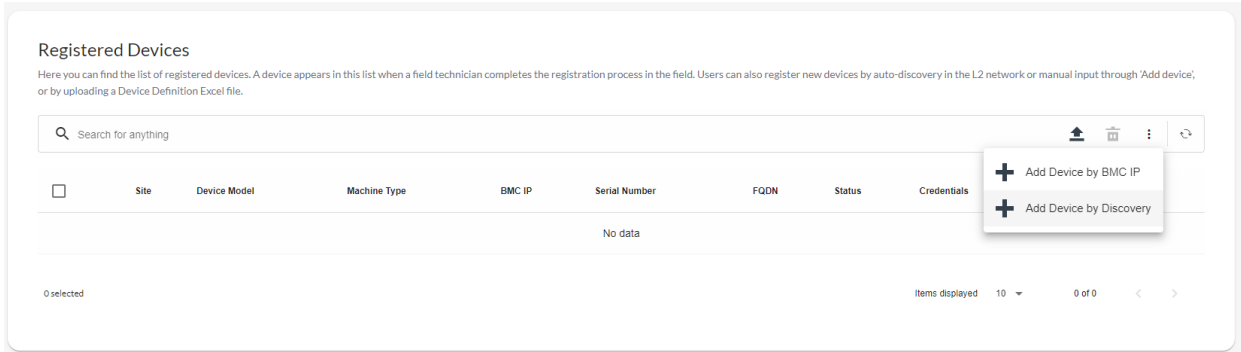 Registered Devices
Here you can find the list of registered devices. A device appears in this list when a field technician completes the registration process in the field. Users can also register new devices by auto-discovery in the L2 network or manual input through 'Add device',
or by uploading a Device Definition Excel file.
Search for anything
Add Device by BMC IP
Site Device Model Machine Type BMC IP Serial Number FQDN Status Credentials
Add Device by Discovery
No data
0 selected Items displayed 10 0 of 0